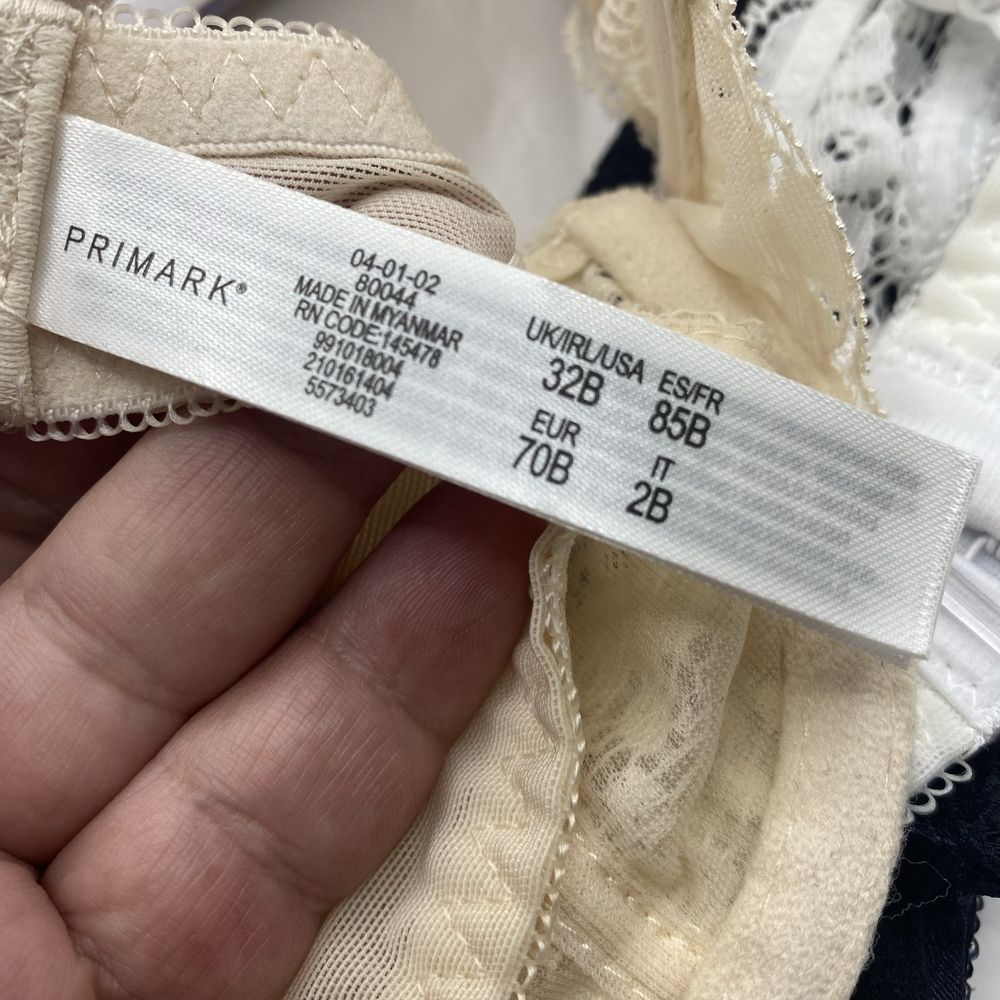 PRIMARK®
04-01-02
80044
MADE IN MYANMAR
RN CODE:145478
991018004
210161404
5573403
UK/IRL/USA
32B
ES/FR
85B
EUR
70B
IT
2B